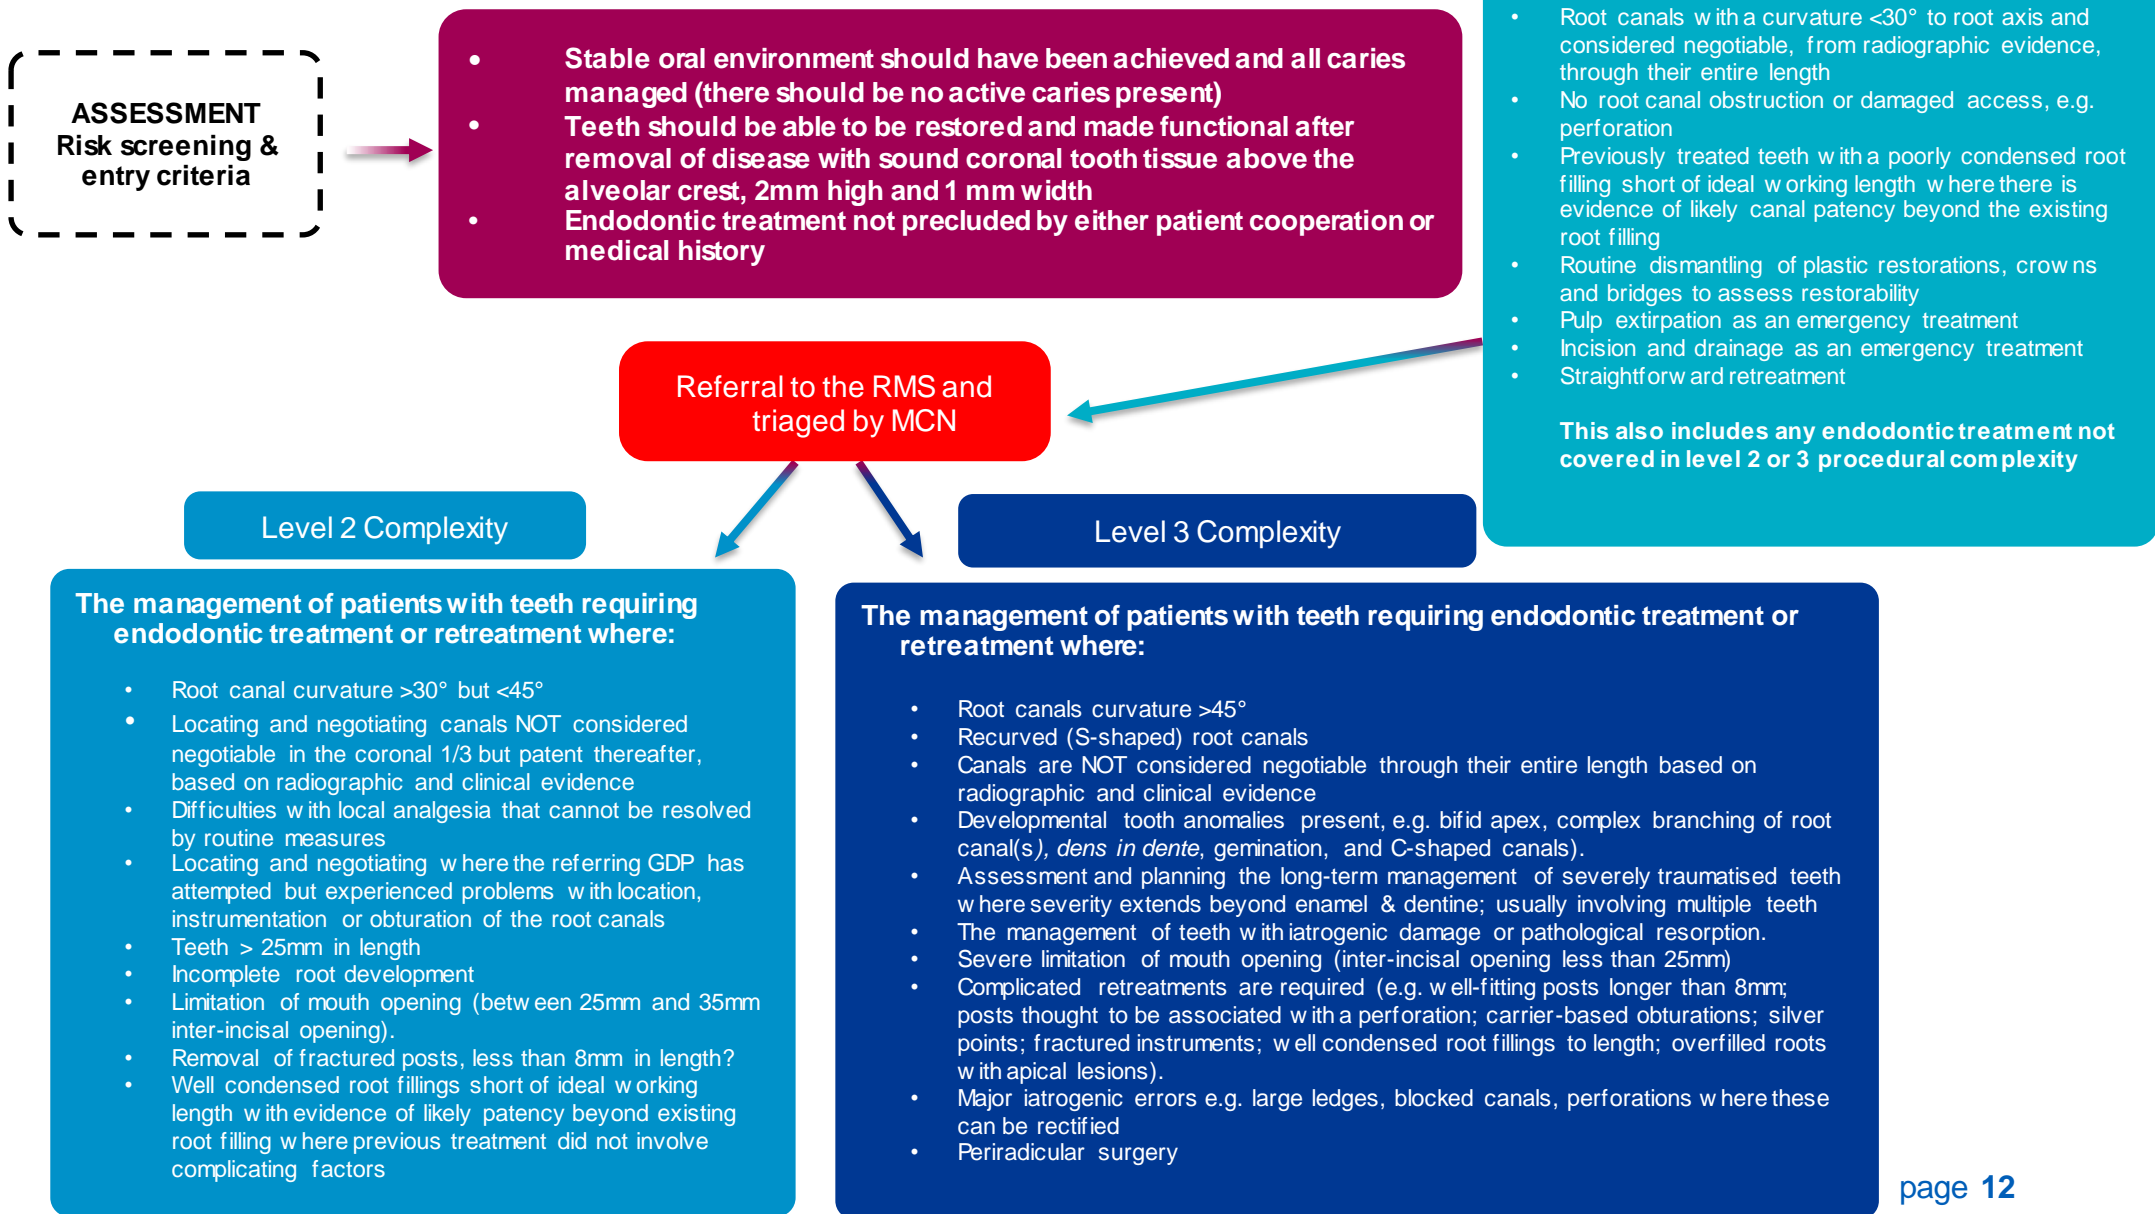 ASSESSMENT
Risk screening &
entry criteria
• Stable oral environment should have been achieved and all caries
managed (there should be no active caries present)
• Teeth should be able to be restored and made functional after
removal of disease with sound coronal tooth tissue above the
alveolar crest, 2mm high and 1 mm width
• Endodontic treatment not precluded by either patient cooperation or
medical history
• Root canals with a curvature <30° to root axis and
considered negotiable, from radiographic evidence,
through their entire length
• No root canal obstruction or damaged access, e.g.
perforation
• Previously treated teeth with a poorly condensed root
filling short of ideal working length where there is
evidence of likely canal patency beyond the existing
root filling
• Routine dismantling of plastic restorations, crowns
and bridges to assess restorability
• Pulp extirpation as an emergency treatment
• Incision and drainage as an emergency treatment
• Straightforward retreatment
This also includes any endodontic treatment not
covered in level 2 or 3 procedural complexity
Referral to the RMS and
triaged by MCN
Level 2 Complexity
The management of patients with teeth requiring
endodontic treatment or retreatment where:
• Root canal curvature >30° but <45°
• Locating and negotiating canals NOT considered
negotiable in the coronal 1/3 but patent thereafter,
based on radiographic and clinical evidence
• Difficulties with local analgesia that cannot be resolved
by routine measures
• Locating and negotiating where the referring GDP has
attempted but experienced problems with location,
instrumentation or obturation of the root canals
• Teeth > 25mm in length
• Incomplete root development
• Limitation of mouth opening (between 25mm and 35mm
inter-incisal opening).
• Removal of fractured posts, less than 8mm in length?
• Well condensed root fillings short of ideal working
length with evidence of likely patency beyond existing
root filling where previous treatment did not involve
complicating factors
Level 3 Complexity
The management of patients with teeth requiring endodontic treatment or
retreatment where:
• Root canals curvature >45°
• Recurved (S-shaped) root canals
• Canals are NOT considered negotiable through their entire length based on
radiographic and clinical evidence
• Developmental tooth anomalies present, e.g. bifid apex, complex branching of root
canal(s), dens in dente, gemination, and C-shaped canals).
• Assessment and planning the long-term management of severely traumatised teeth
where severity extends beyond enamel & dentine; usually involving multiple teeth
• The management of teeth with iatrogenic damage or pathological resorption.
• Severe limitation of mouth opening (inter-incisal opening less than 25mm)
• Complicated retreatments are required (e.g. well-fitting posts longer than 8mm;
posts thought to be associated with a perforation; carrier-based obturations; silver
points; fractured instruments; well condensed root fillings to length; overfilled roots
with apical lesions).
• Major iatrogenic errors e.g. large ledges, blocked canals, perforations where these
can be rectified
• Periradicular surgery
page 12